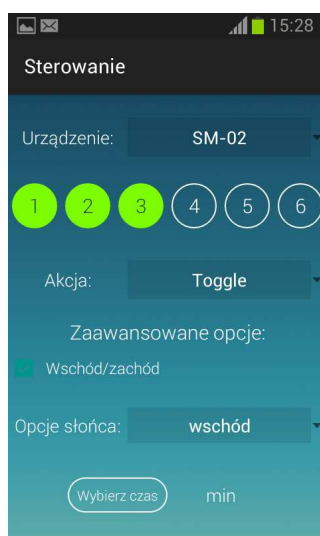 15:28
Sterowanie
Urządzenie: SM-02
1 2 3 4 5 6
Akcja: Toggle
Zaawansowane opcje:
Wschód/zachód
Opcje słońca: wschód
Wybierz czas min